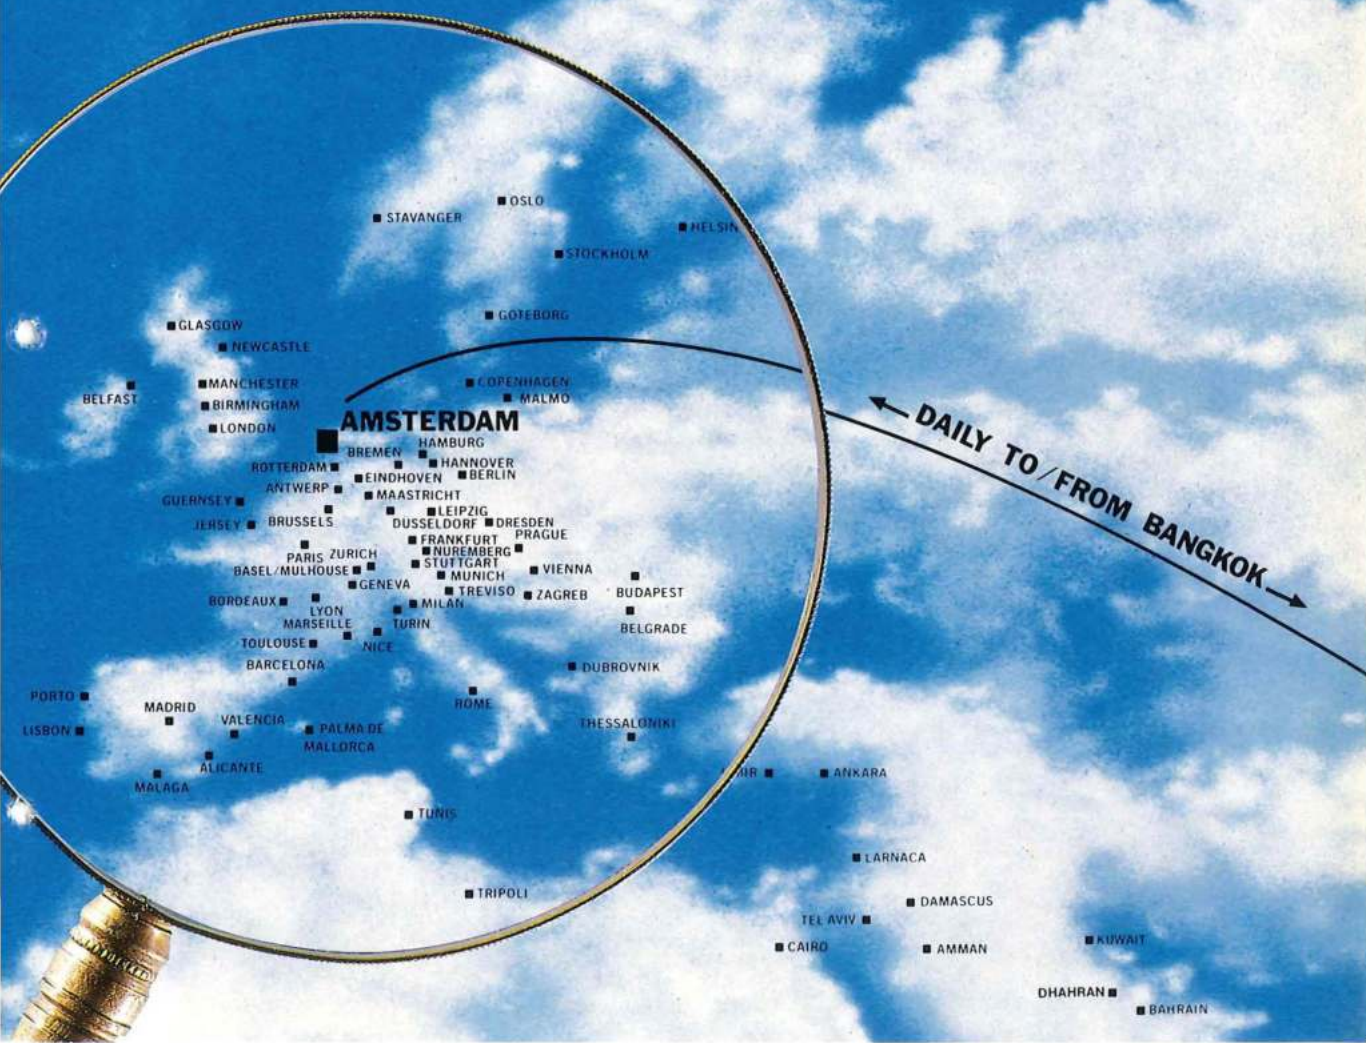 OSLO
STAVANGER
HELSIN
STOCKHOLM
GOTEBORG
GLASGOW
NEWCASTLE
MANCHESTER
BELFAST
BIRMINGHAM
LONDON
COPENHAGEN
MALMO
AMSTERDAM
DAILY TO/FROM BANGKOK
HAMBURG
BREMEN
HANNOVER
ROTTERDAM
BERLIN
EINDHOVEN
ANTWERP
MAASTRICHT
GUERNSEY
LEIPZIG
JERSEY
BRUSSELS
DUSSELDORF
DRESDEN
FRANKFURT
PRAGUE
PARIS
ZURICH
NUREMBERG
STUTTGART
BASEL/MULHOUSE
VIENNA
MUNICH
GENEVA
TREVISO
ZAGREB
BUDAPEST
BORDEAUX
LYON
MILAN
MARSEILLE
TURIN
BELGRADE
TOULOUSE
NICE
BARCELONA
DUBROVNIK
PORTO
MADRID
ROME
VALENCIA
THESSALONIKI
LISBON
PALMA DE
MALLORCA
ALICANTE
MALAGA
ANKARA
TUNIS
LARNACA
TRIPOLI
DAMASCUS
TEL AVIV
CAIRO
AMMAN
KUWAIT
DHAHRAN
BAHRAIN